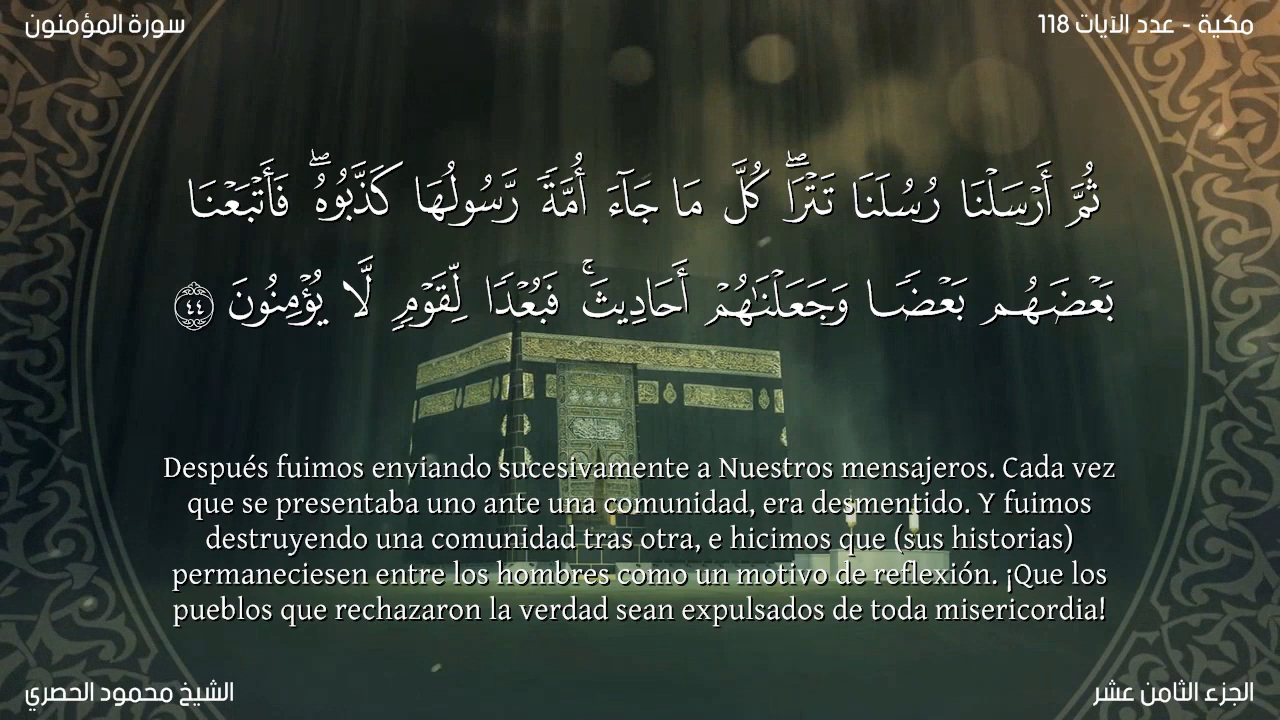 سورة المؤمنون
مكية - عدد الآيات 118
ثُمَّ أَرْسَلْنَا رُسُلَنَا تَتْرَاۖ كُلَّ مَا جَآءَ أُمَّةً رَّسُولُهَا كَذَّبُوهُۖ فَأَتْبَعْنَا
بَعْضَهُم بَعْضًا وَجَعَلْنَٰهُمْ أَحَادِيثَۚ فَبُعْدًا لِّقَوْمٍ لَّا يُؤْمِنُونَ ٤٤
Después fuimos enviando sucesivamente a Nuestros mensajeros. Cada vez
que se presentaba uno ante una comunidad, era desmentido. Y fuimos
destruyendo una comunidad tras otra, e hicimos que (sus historias)
permaneciesen entre los hombres como un motivo de reflexión. ¡Que los
pueblos que rechazaron la verdad sean expulsados de toda misericordia!
الشيخ محمود الحصري
الجزء الثامن عشر